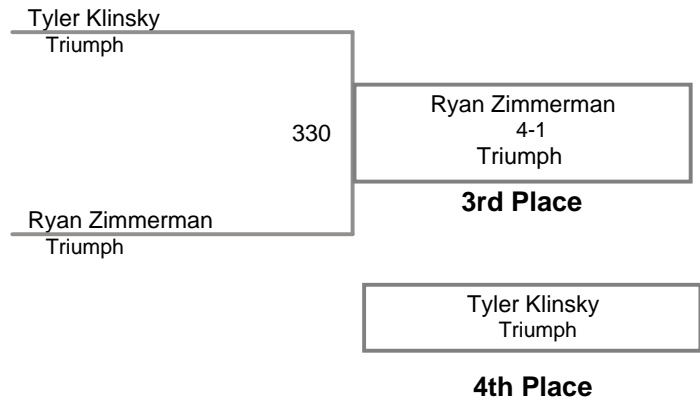 Tyler Klinsky
Triumph
330
Ryan Zimmerman
4-1
Triumph
3rd Place
Ryan Zimmerman
Triumph
Tyler Klinsky
Triumph
4th Place